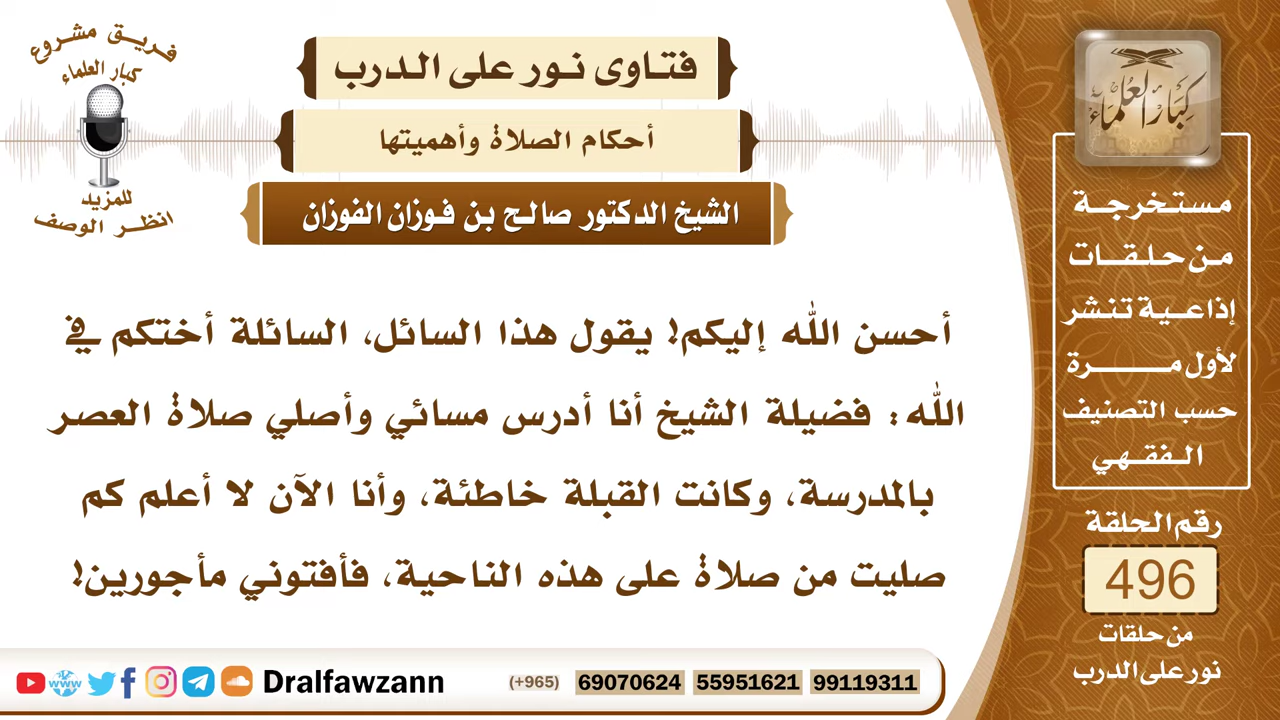 فريق مشروع
كبار العلماء
للمزيد
انظر الوصف
فتاوى نور على الدرب
أحكام الصلاة وأهميتها
الشيخ الدكتور صالح بن فوزان الفوزان
أحسن الله إليكم! يقول هذا السائل، السائلة أختكم في
الله: فضيلة الشيخ أنا أدرس مسائي وأصلي صلاة العصر
بالمدرسة، وكانت القبلة خاطئة، وأنا الآن لا أعلم كم
صليت من صلاة على هذه الناحية، فأفتوني مأجورين!
كبار العلماء
مستخرجة
من حلقات
إذاعية تنشر
لأول مرة
حسب التصنيف
الفقهي
رقم الحلقة
496
من حلقات
نور على الدرب
www
Dralfawzann (+965) 69070624 55951621 99119311